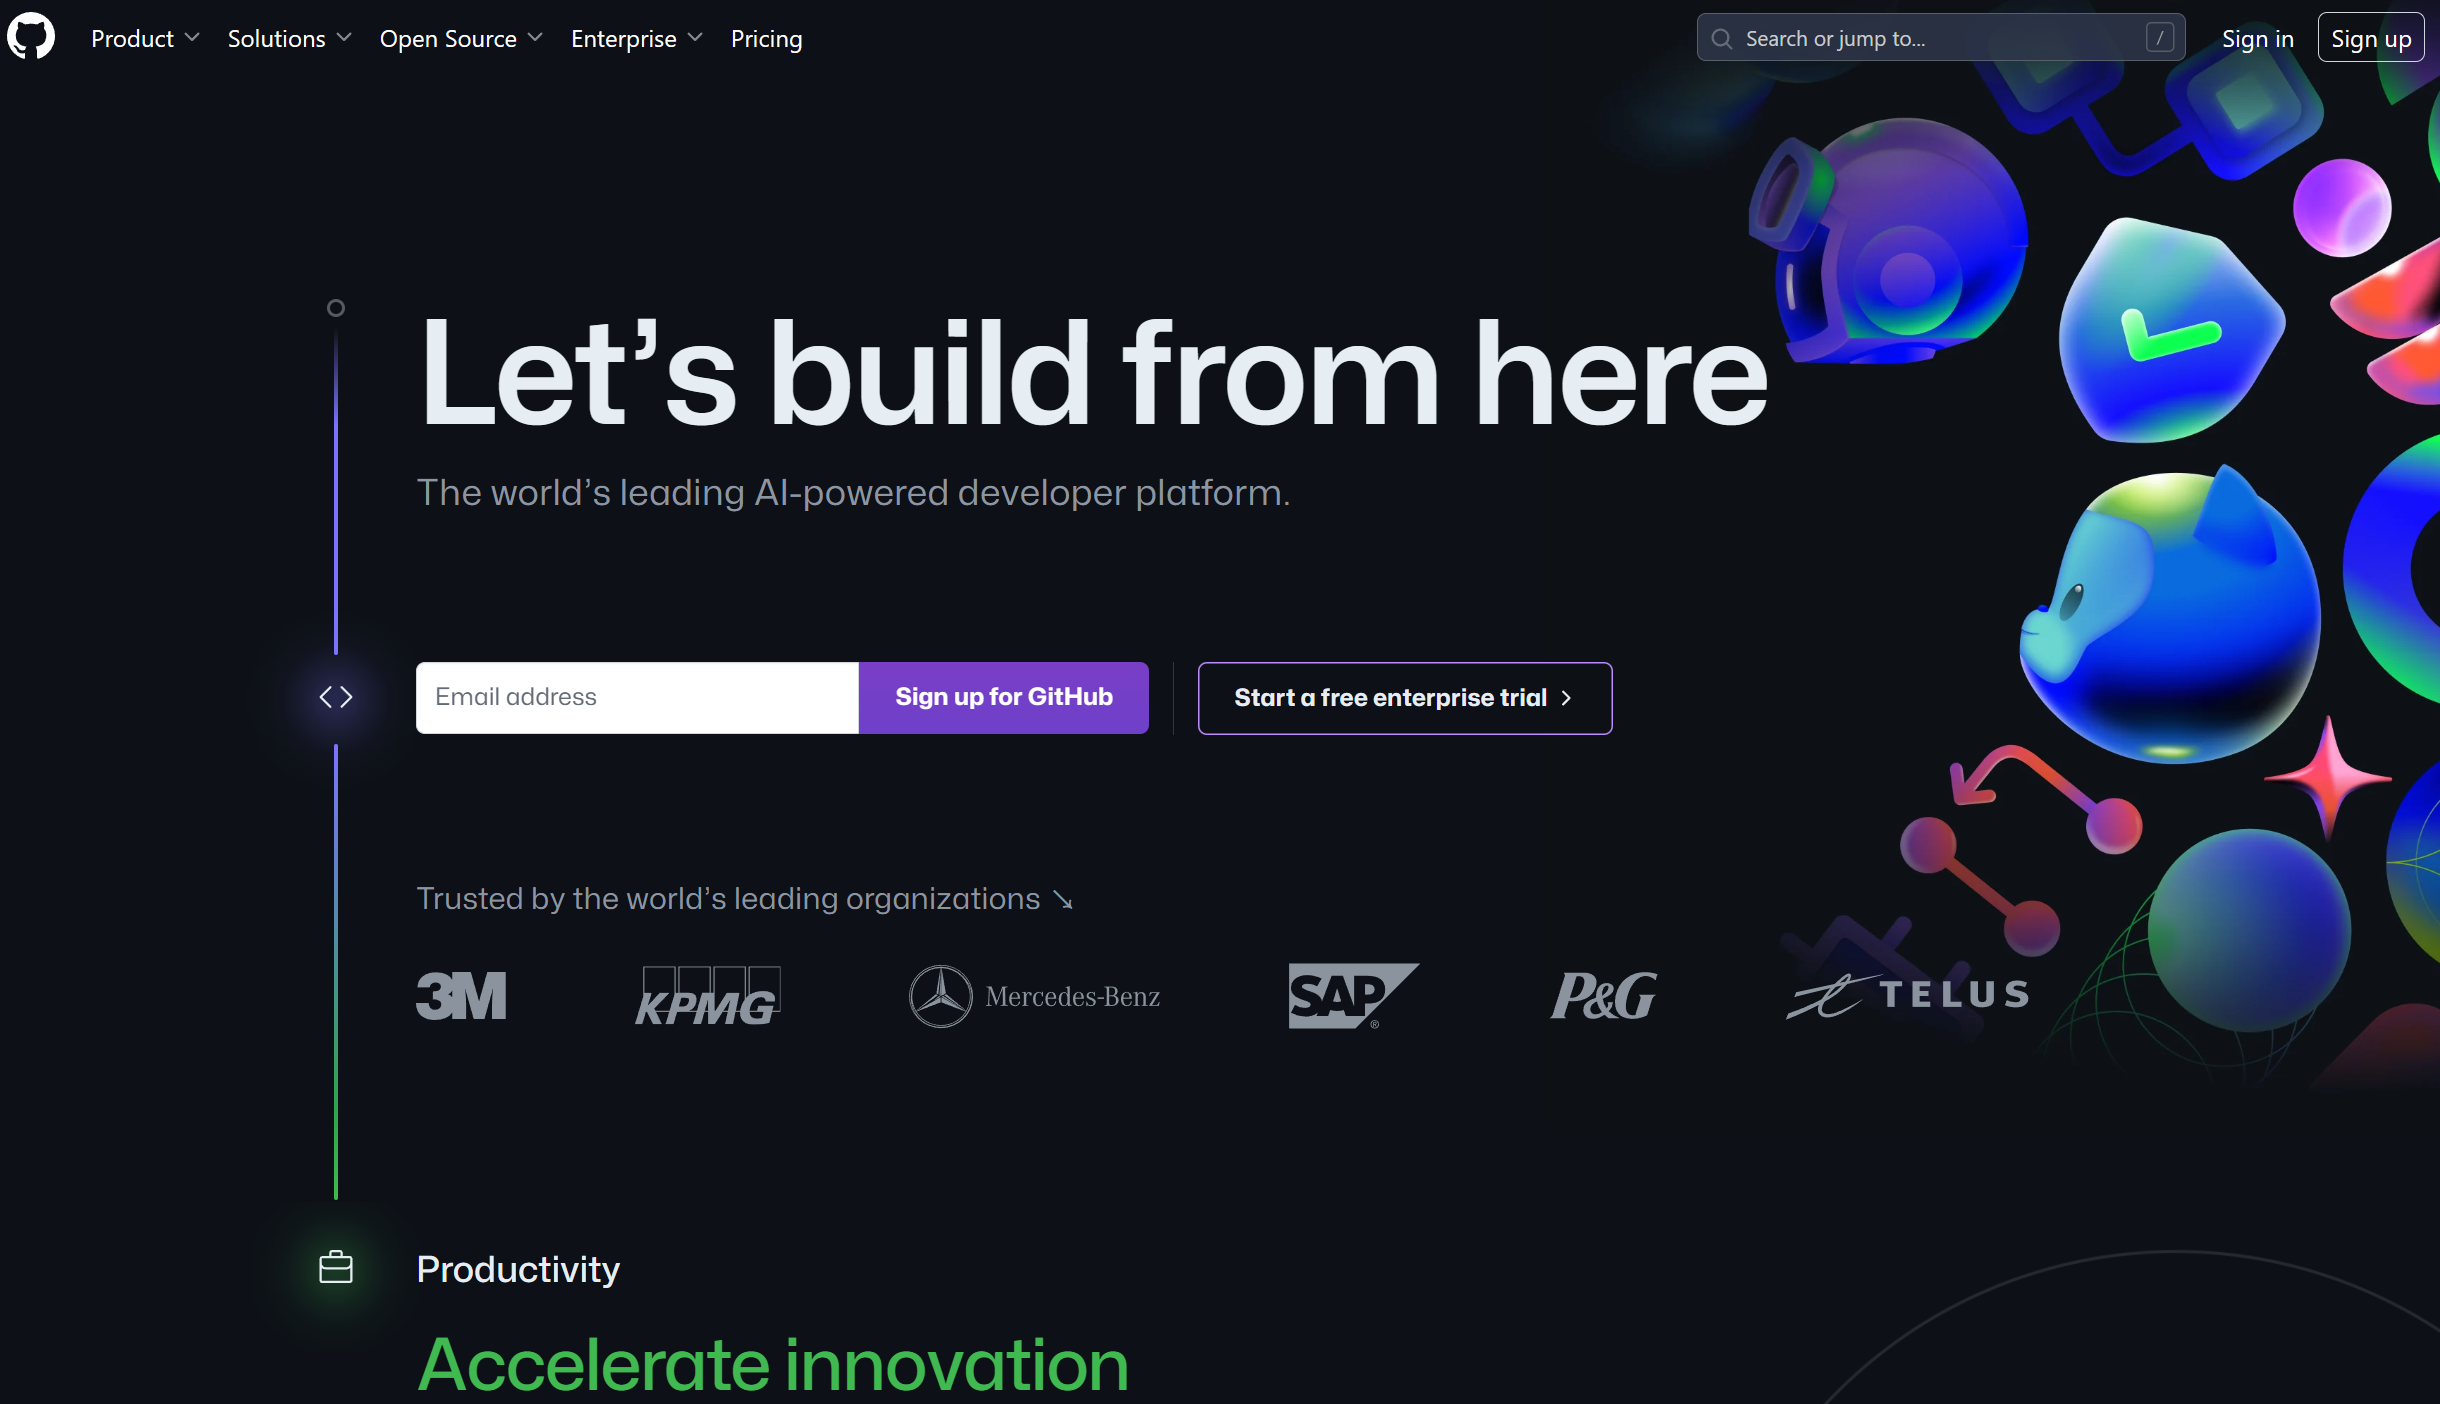 Product
Solutions
Open Source
Enterprise
Pricing
Search or jump to...
/
Sign in
Sign up
Let’s build from here
The world’s leading AI-powered developer platform.
Email address
Sign up for GitHub
Start a free enterprise trial
Trusted by the world’s leading organizations ↘
3M
KPMG
Mercedes-Benz
SAP®
P&G
TELUS
Productivity
Accelerate innovation